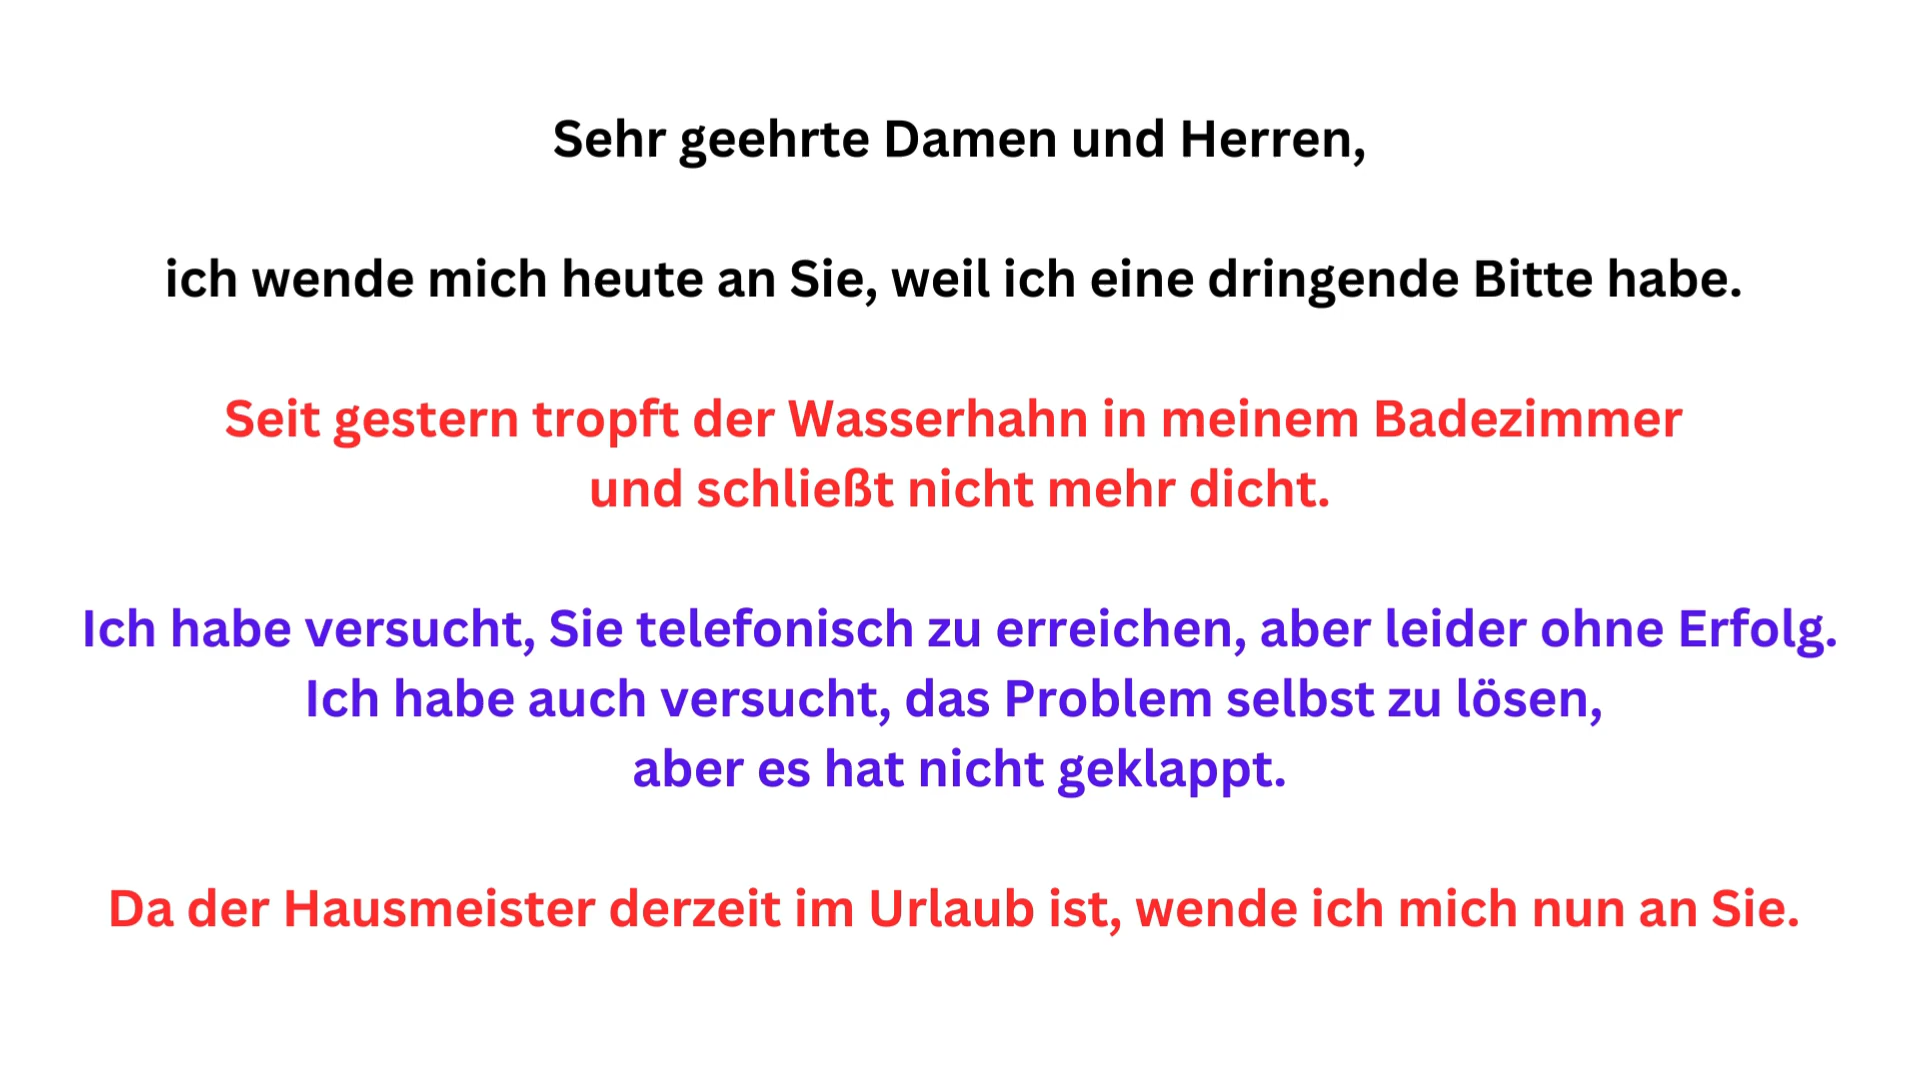 Sehr geehrte Damen und Herren,
ich wende mich heute an Sie, weil ich eine dringende Bitte habe.
Seit gestern tropft der Wasserhahn in meinem Badezimmer
und schließt nicht mehr dicht.
Ich habe versucht, Sie telefonisch zu erreichen, aber leider ohne Erfolg.
Ich habe auch versucht, das Problem selbst zu lösen,
aber es hat nicht geklappt.
Da der Hausmeister derzeit im Urlaub ist, wende ich mich nun an Sie.